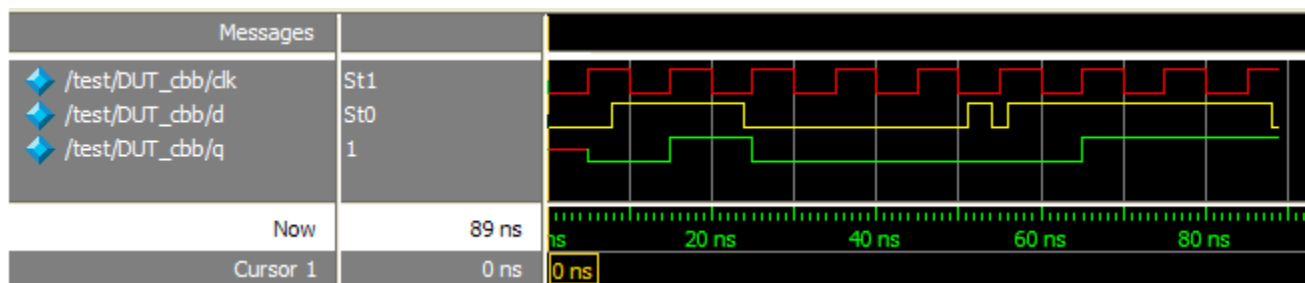 Messages
/test/DUT_cbb/clk St1
/test/DUT_cbb/d St0
/test/DUT_cbb/q 1
Now 89 ns
ns 20 ns 40 ns 60 ns 80 ns
Cursor 1 0 ns 0 ns